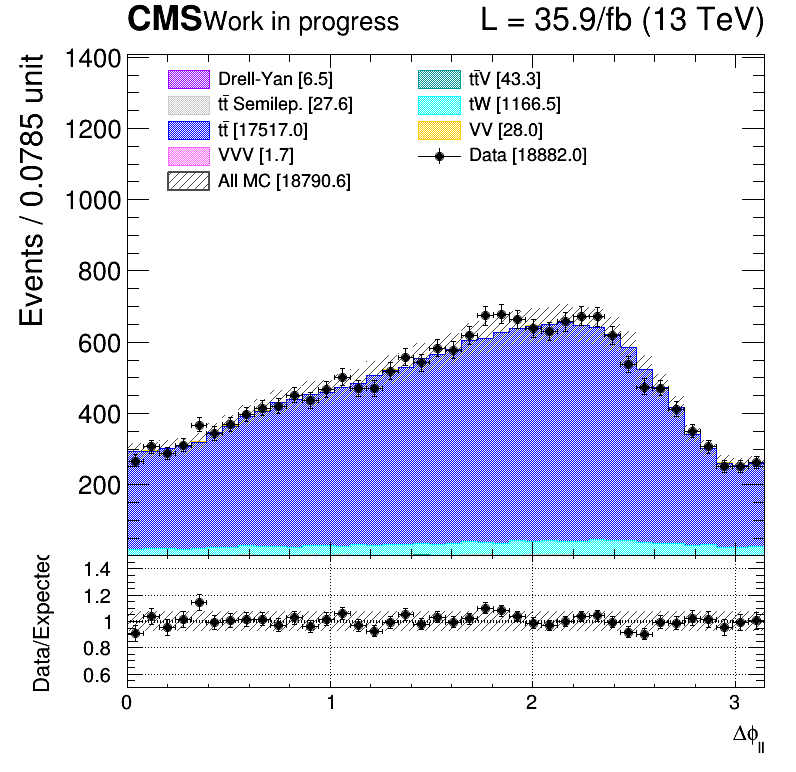 CMS Work in progress L = 35.9/fb (13 TeV)
Events / 0.0785 unit
1400
1200
1000
800
600
400
200
Drell-Yan [6.5]
tt̄ Semilep. [27.6]
tt̄ [17517.0]
VVV [1.7]
All MC [18790.6]
tt̄V [43.3]
tW [1166.5]
VV [28.0]
Data [18882.0]
Data/Expected
1.4
1.2
1
0.8
0.6
0 1 2 3
Δϕll